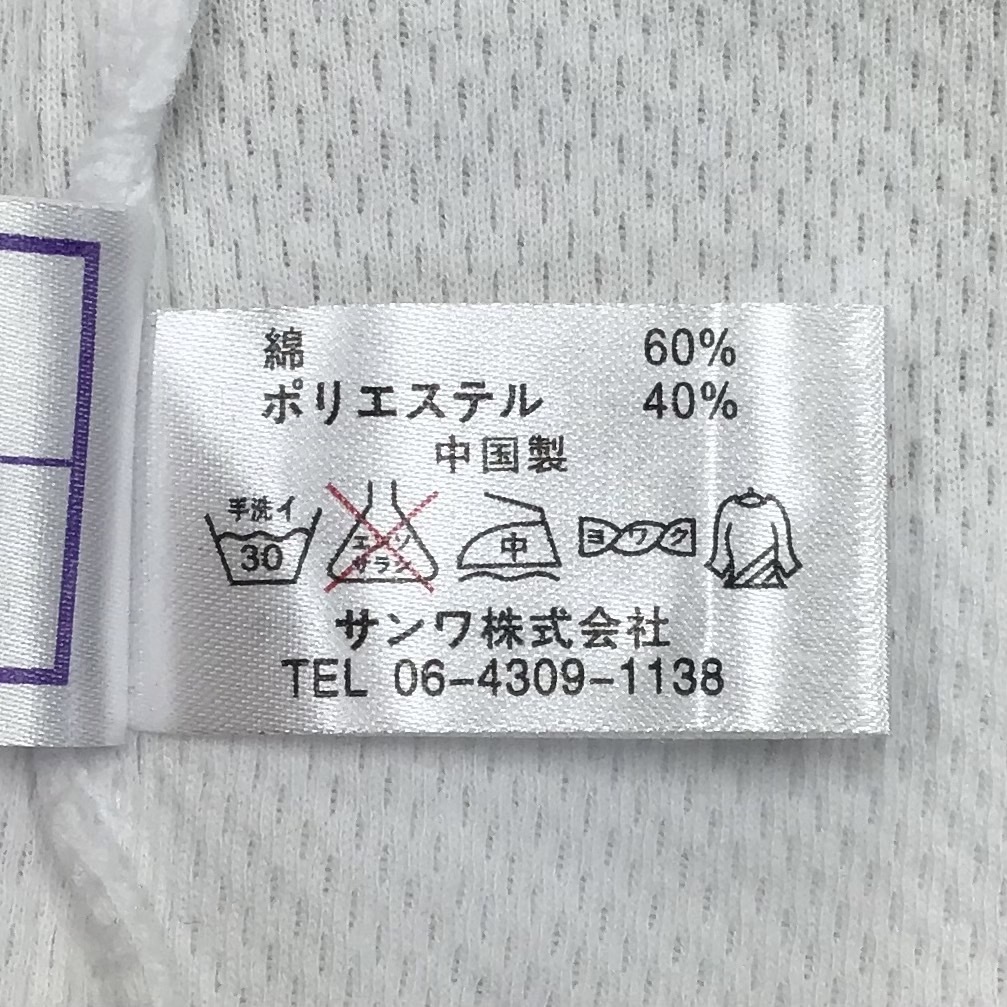 綿 60%
ポリエステル 40%
中国製
手洗イ
30
エンソ
サラシ
中
ヨワク
サンワ株式会社
TEL 06-4309-1138